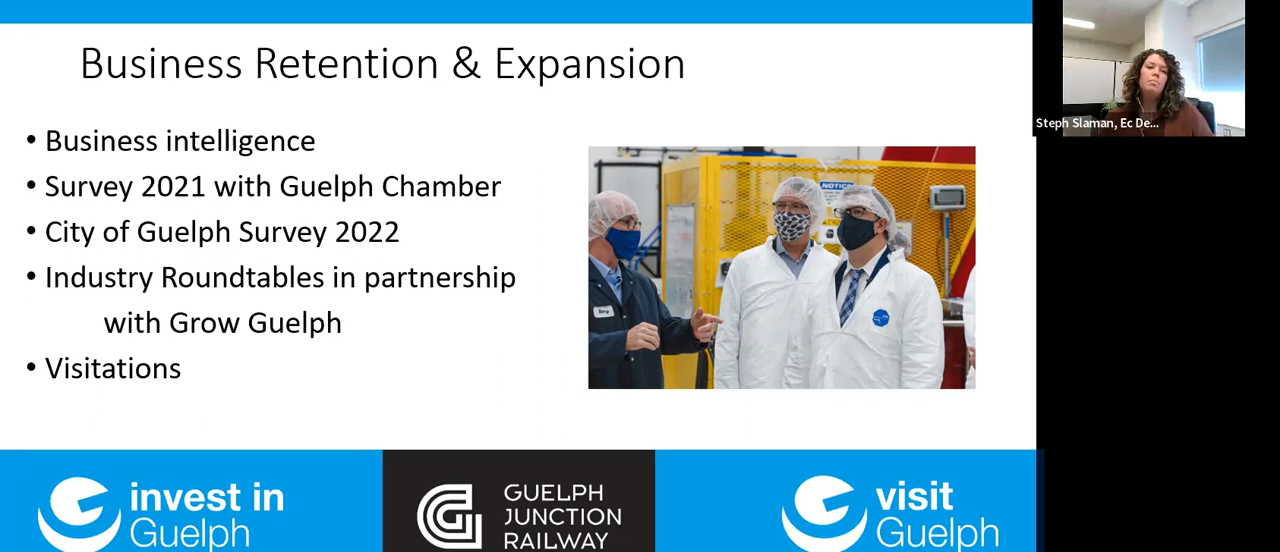 Business Retention & Expansion
• Business intelligence
• Survey 2021 with Guelph Chamber
• City of Guelph Survey 2022
• Industry Roundtables in partnership
with Grow Guelph
• Visitations
NOTICE
Steph Slaman, Ec De...
invest in
Guelph
GUELPH
JUNCTION
RAILWAY
visit
Guelph